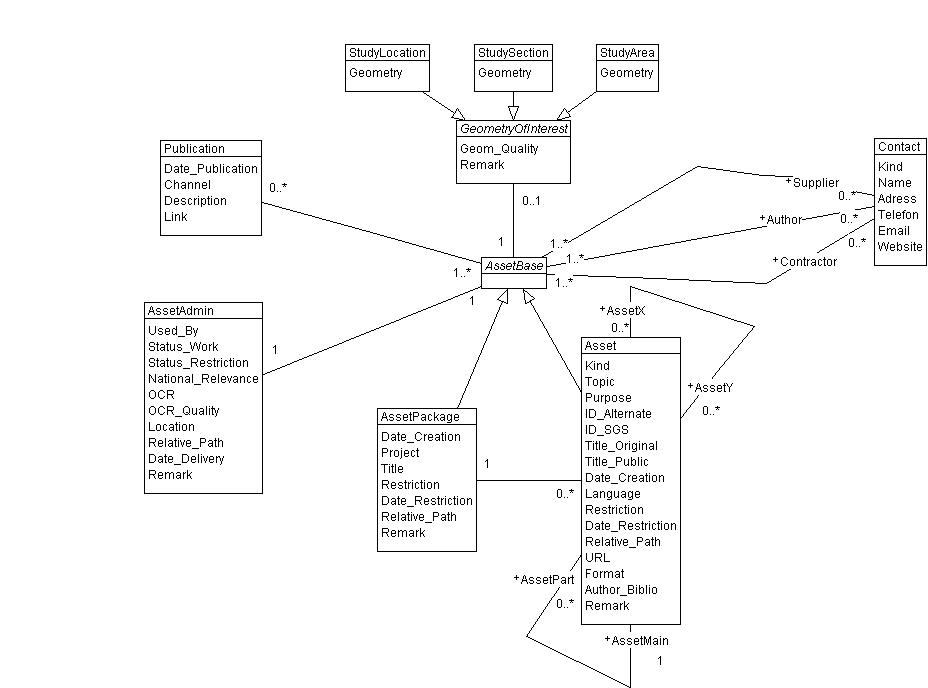 StudyLocation
Geometry
StudySection
Geometry
StudyArea
Geometry
GeometryOfInterest
Geom_Quality
Remark
0..1
1
Publication
Date_Publication
Channel
Description
Link
0..*
1..*
Contact
Kind
Name
Adress
Telefon
Email
Website
+Supplier
0..*
1..*
+Author
0..*
1..*
+Contractor
0..*
1..*
AssetBase
AssetAdmin
Used_By
Status_Work
Status_Restriction
National_Relevance
OCR
OCR_Quality
Location
Relative_Path
Date_Delivery
Remark
1
1
AssetPackage
Date_Creation
Project
Title
Restriction
Date_Restriction
Relative_Path
Remark
1
0..*
+AssetX
0..*
+AssetY
0..*
Asset
Kind
Topic
Purpose
ID_Alternate
ID_SGS
Title_Original
Title_Public
Date_Creation
Language
Restriction
Date_Restriction
Relative_Path
URL
Format
Author_Biblio
Remark
+AssetPart
0..*
+AssetMain
1